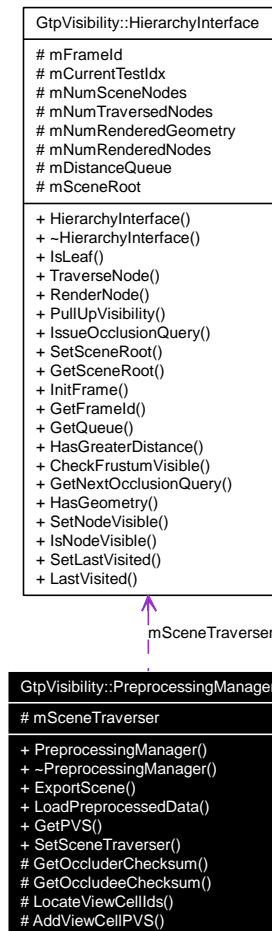 GtpVisibility::HierarchyInterface
# mFrameId
# mCurrentTestIdx
# mNumSceneNodes
# mNumTraversedNodes
# mNumRenderedGeometry
# mNumRenderedNodes
# mDistanceQueue
# mSceneRoot
+ HierarchyInterface()
+ ~HierarchyInterface()
+ IsLeaf()
+ TraverseNode()
+ RenderNode()
+ PullUpVisibility()
+ IssueOcclusionQuery()
+ SetSceneRoot()
+ GetSceneRoot()
+ InitFrame()
+ GetFrameId()
+ GetQueue()
+ HasGreaterDistance()
+ CheckFrustumVisible()
+ GetNextOcclusionQuery()
+ HasGeometry()
+ SetNodeVisible()
+ IsNodeVisible()
+ SetLastVisited()
+ LastVisited()
mSceneTraverser
GtpVisibility::PreprocessingManager
# mSceneTraverser
+ PreprocessingManager()
+ ~PreprocessingManager()
+ ExportScene()
+ LoadPreprocessedData()
+ GetPVS()
+ SetSceneTraverser()
# GetOccluderChecksum()
# GetOccludeeChecksum()
# LocateViewCellIds()
# AddViewCellPVS()